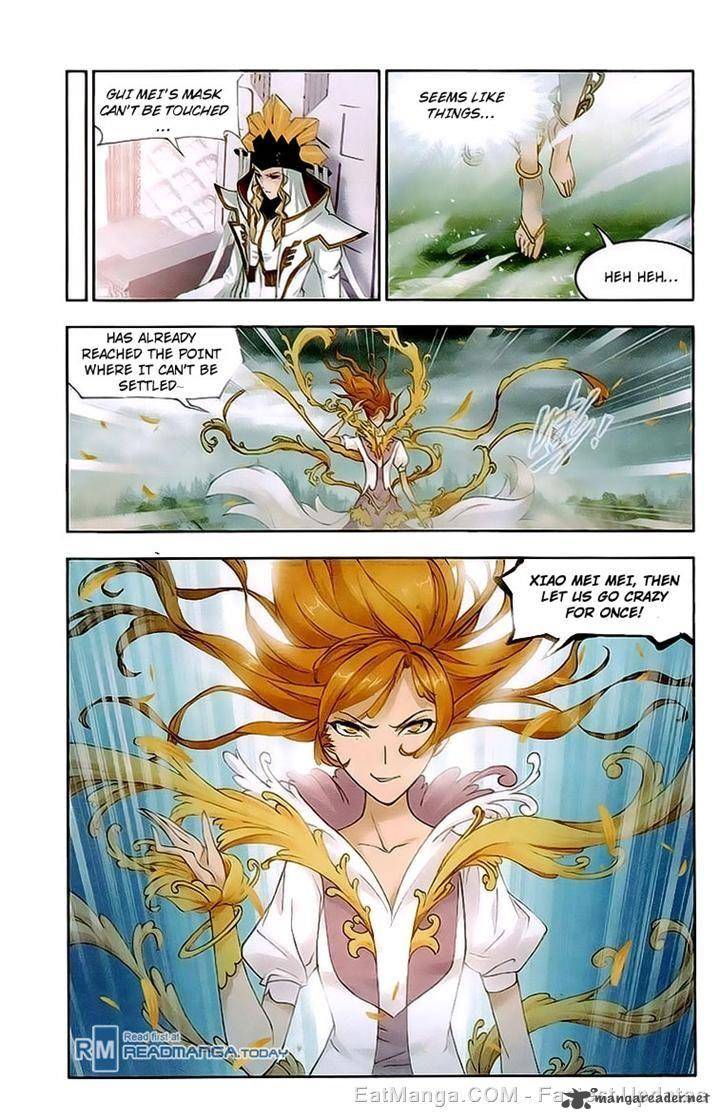 GUI MEI'S MASK
CAN'T BE TOUCHED
...
SEEMS LIKE
THINGS...
HEH HEH...
HAS ALREADY
REACHED THE POINT
WHERE IT CAN'T BE
SETTLED~
XIAO MEI MEI, THEN
LET US GO CRAZY
FOR ONCE!
RM
Read first at
READMANGA.TODAY
EatManga.COM - Fastest Updates
mangareader.net